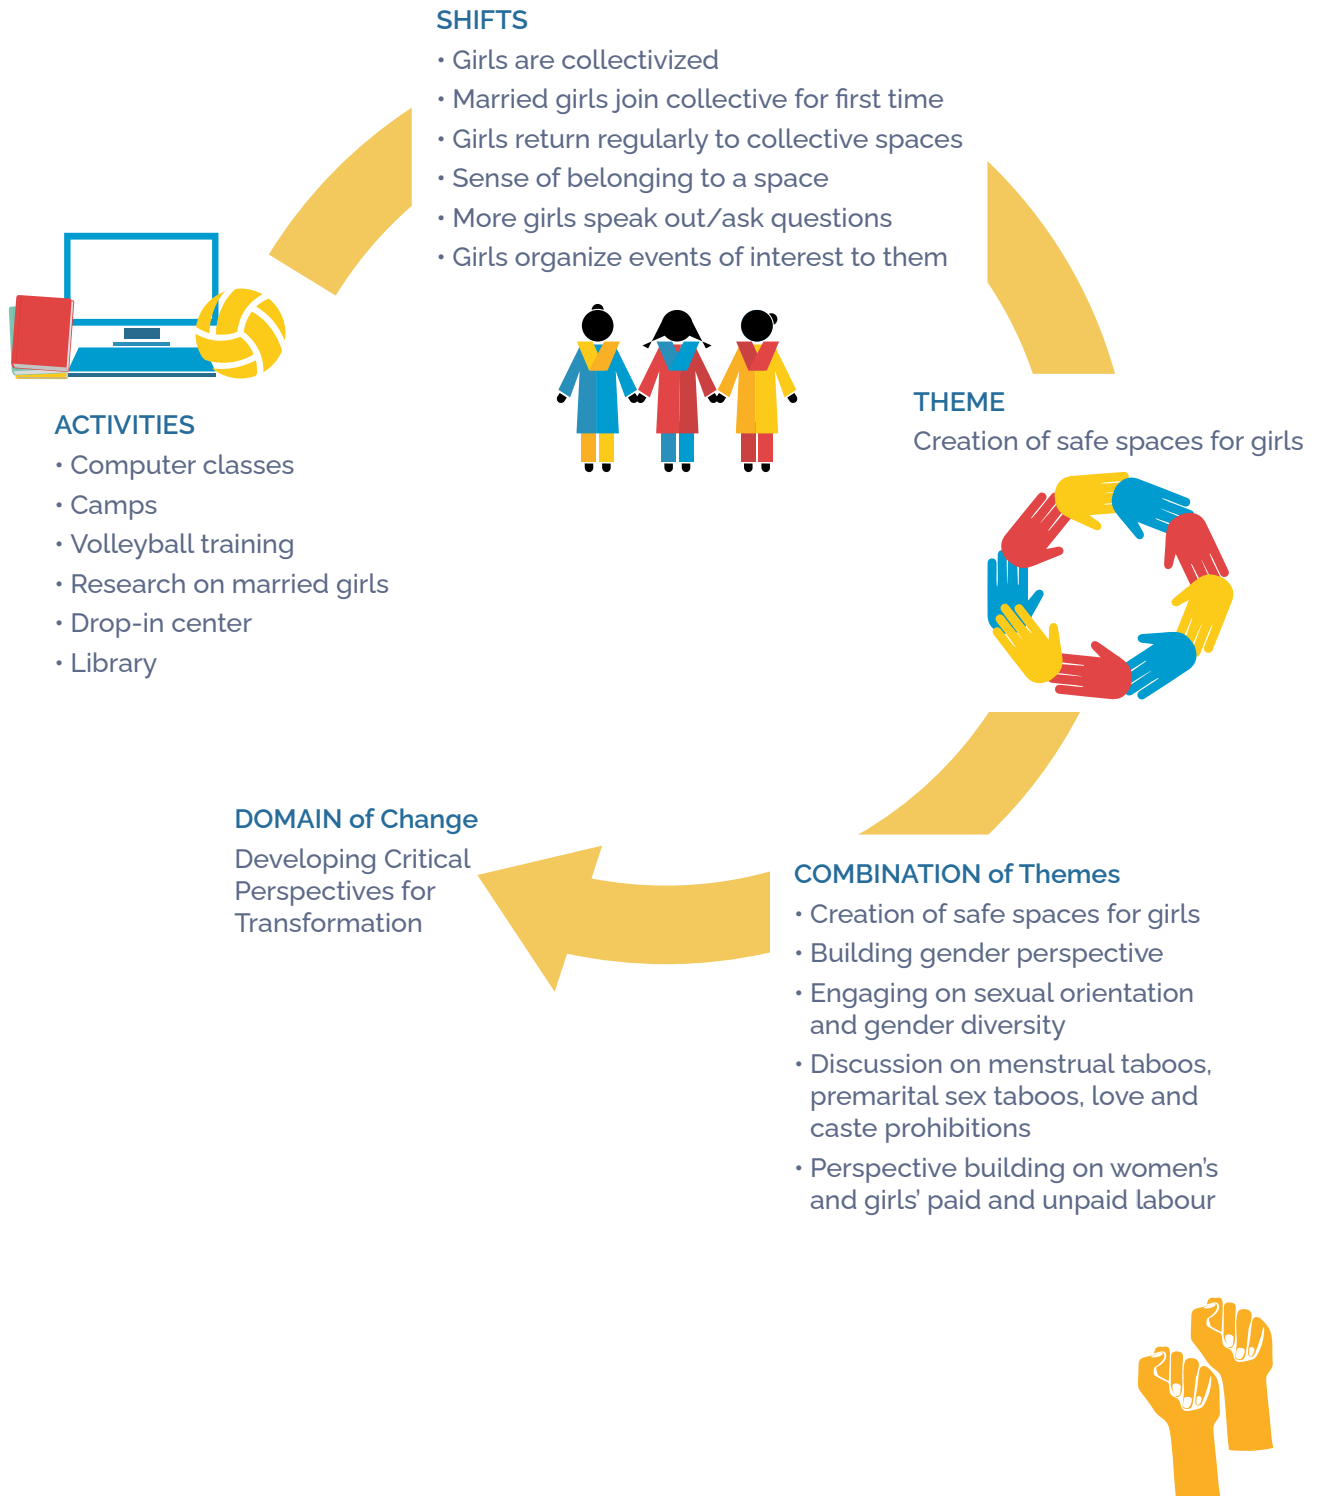 SHIFTS
• Girls are collectivized
• Married girls join collective for first time
• Girls return regularly to collective spaces
• Sense of belonging to a space
• More girls speak out/ask questions
• Girls organize events of interest to them
ACTIVITIES
• Computer classes
• Camps
• Volleyball training
• Research on married girls
• Drop-in center
• Library
THEME
Creation of safe spaces for girls
COMBINATION of Themes
• Creation of safe spaces for girls
• Building gender perspective
• Engaging on sexual orientation
and gender diversity
• Discussion on menstrual taboos,
premarital sex taboos, love and
caste prohibitions
• Perspective building on women’s
and girls’ paid and unpaid labour
DOMAIN of Change
Developing Critical
Perspectives for
Transformation